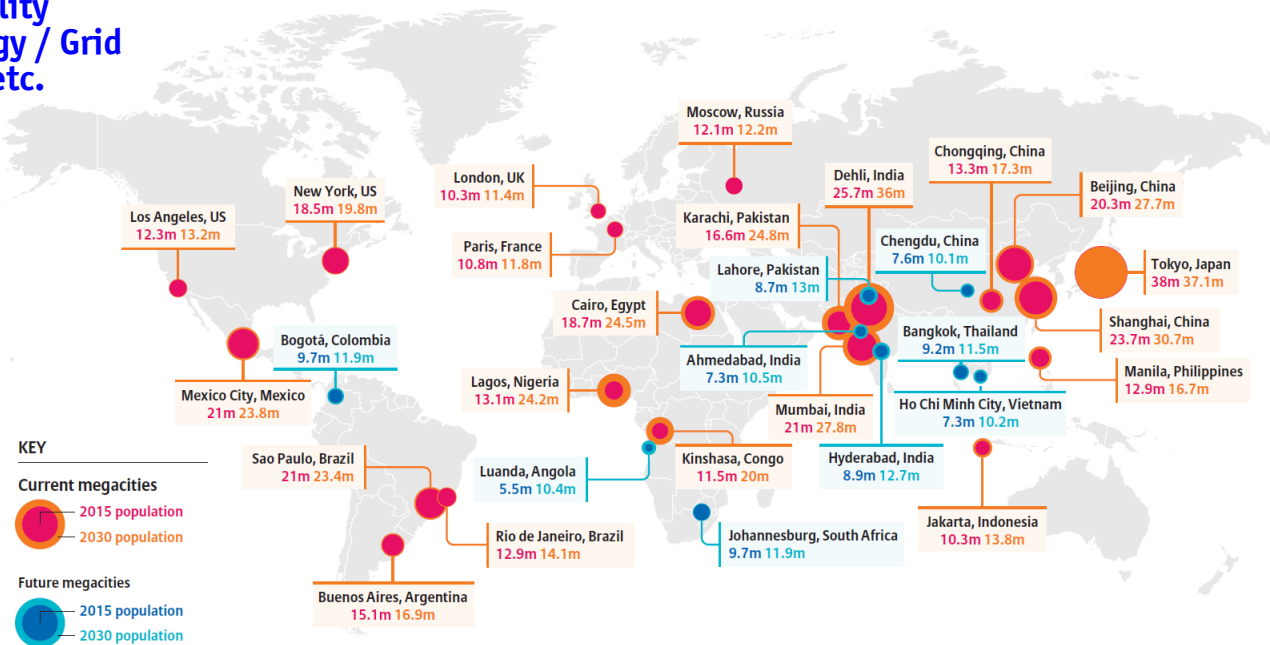 lity
gy / Grid
etc.
Moscow, Russia
12.1m 12.2m
Chongqing, China
13.3m 17.3m
London, UK
10.3m 11.4m
Dehli, India
25.7m 36m
New York, US
18.5m 19.8m
Beijing, China
20.3m 27.7m
Los Angeles, US
12.3m 13.2m
Karachi, Pakistan
16.6m 24.8m
Paris, France
10.8m 11.8m
Chengdu, China
7.6m 10.1m
Lahore, Pakistan
8.7m 13m
Tokyo, Japan
38m 37.1m
Cairo, Egypt
18.7m 24.5m
Shanghai, China
23.7m 30.7m
Bogotá, Colombia
9.7m 11.9m
Bangkok, Thailand
9.2m 11.5m
Ahmedabad, India
7.3m 10.5m
Manila, Philippines
12.9m 16.7m
Lagos, Nigeria
13.1m 24.2m
Mexico City, Mexico
21m 23.8m
Mumbai, India
21m 27.8m
Ho Chi Minh City, Vietnam
7.3m 10.2m
KEY
Sao Paulo, Brazil
21m 23.4m
Luanda, Angola
5.5m 10.4m
Kinshasa, Congo
11.5m 20m
Hyderabad, India
8.9m 12.7m
Current megacities
2015 population
2030 population
Rio de Janeiro, Brazil
12.9m 14.1m
Johannesburg, South Africa
9.7m 11.9m
Jakarta, Indonesia
10.3m 13.8m
Future megacities
2015 population
2030 population
Buenos Aires, Argentina
15.1m 16.9m